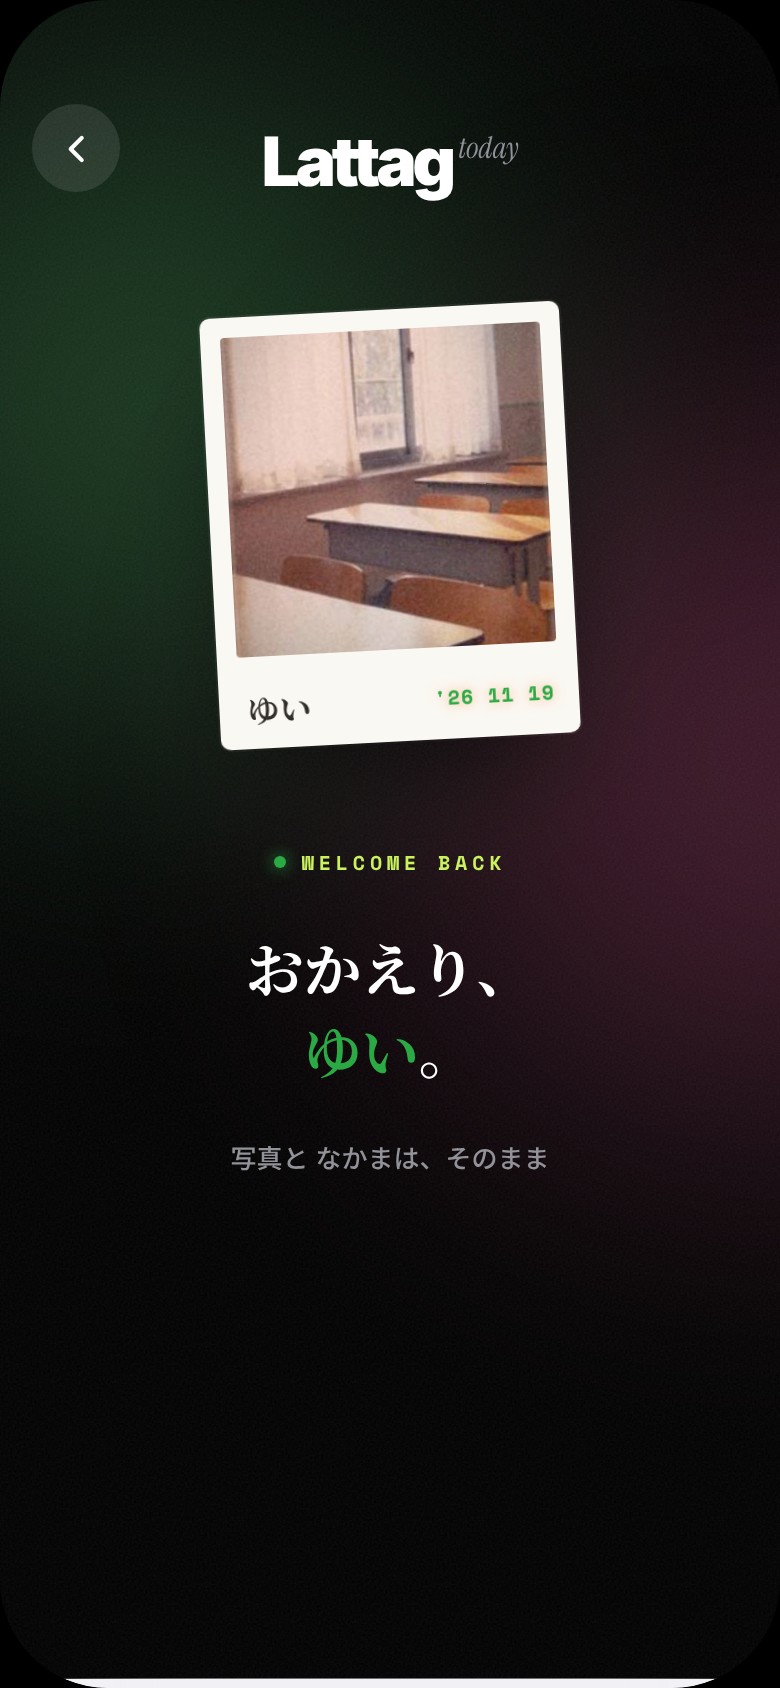 Lattag today
ゆい
'26 11 19
WELCOME BACK
おかえり、
ゆい。
写真と なかまは、そのまま